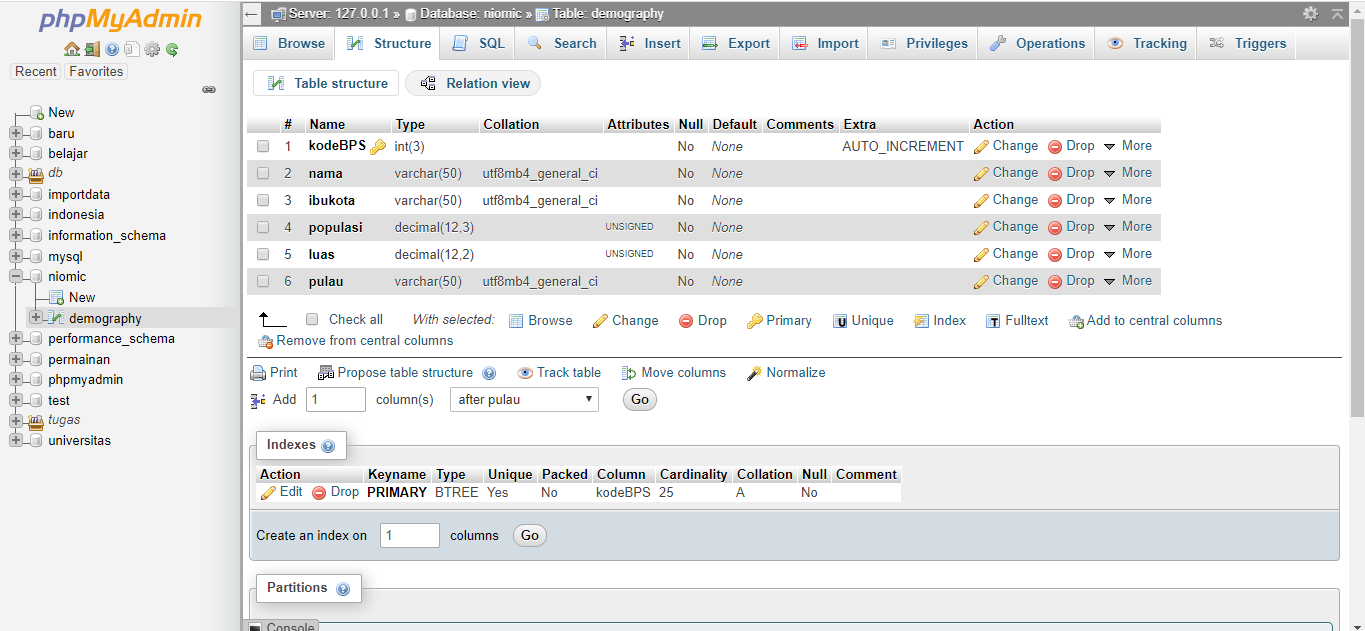 phpMyAdmin
Recent Favorites
New
baru
belajar
db
importdata
indonesia
information_schema
mysql
niomic
New
demography
performance_schema
permainan
phpmyadmin
test
tugas
universitas
Server: 127.0.0.1 » Database: niomic » Table: demography
Browse Structure SQL Search Insert Export Import Privileges Operations Tracking Triggers
Table structure Relation view
# Name Type Collation Attributes Null Default Comments Extra Action
1 kodeBPS int(3) No None AUTO_INCREMENT Change Drop More
2 nama varchar(50) utf8mb4_general_ci No None Change Drop More
3 ibukota varchar(50) utf8mb4_general_ci No None Change Drop More
4 populasi decimal(12,3) UNSIGNED No None Change Drop More
5 luas decimal(12,2) UNSIGNED No None Change Drop More
6 pulau varchar(50) utf8mb4_general_ci No None Change Drop More
Check all With selected: Browse Change Drop Primary Unique Index Fulltext Add to central columns
Remove from central columns
Print Propose table structure Track table Move columns Normalize
Add 1 column(s) after pulau Go
Indexes
Action Keyname Type Unique Packed Column Cardinality Collation Null Comment
Edit Drop PRIMARY BTREE Yes No kodeBPS 25 A No
Create an index on 1 columns Go
Partitions
Console